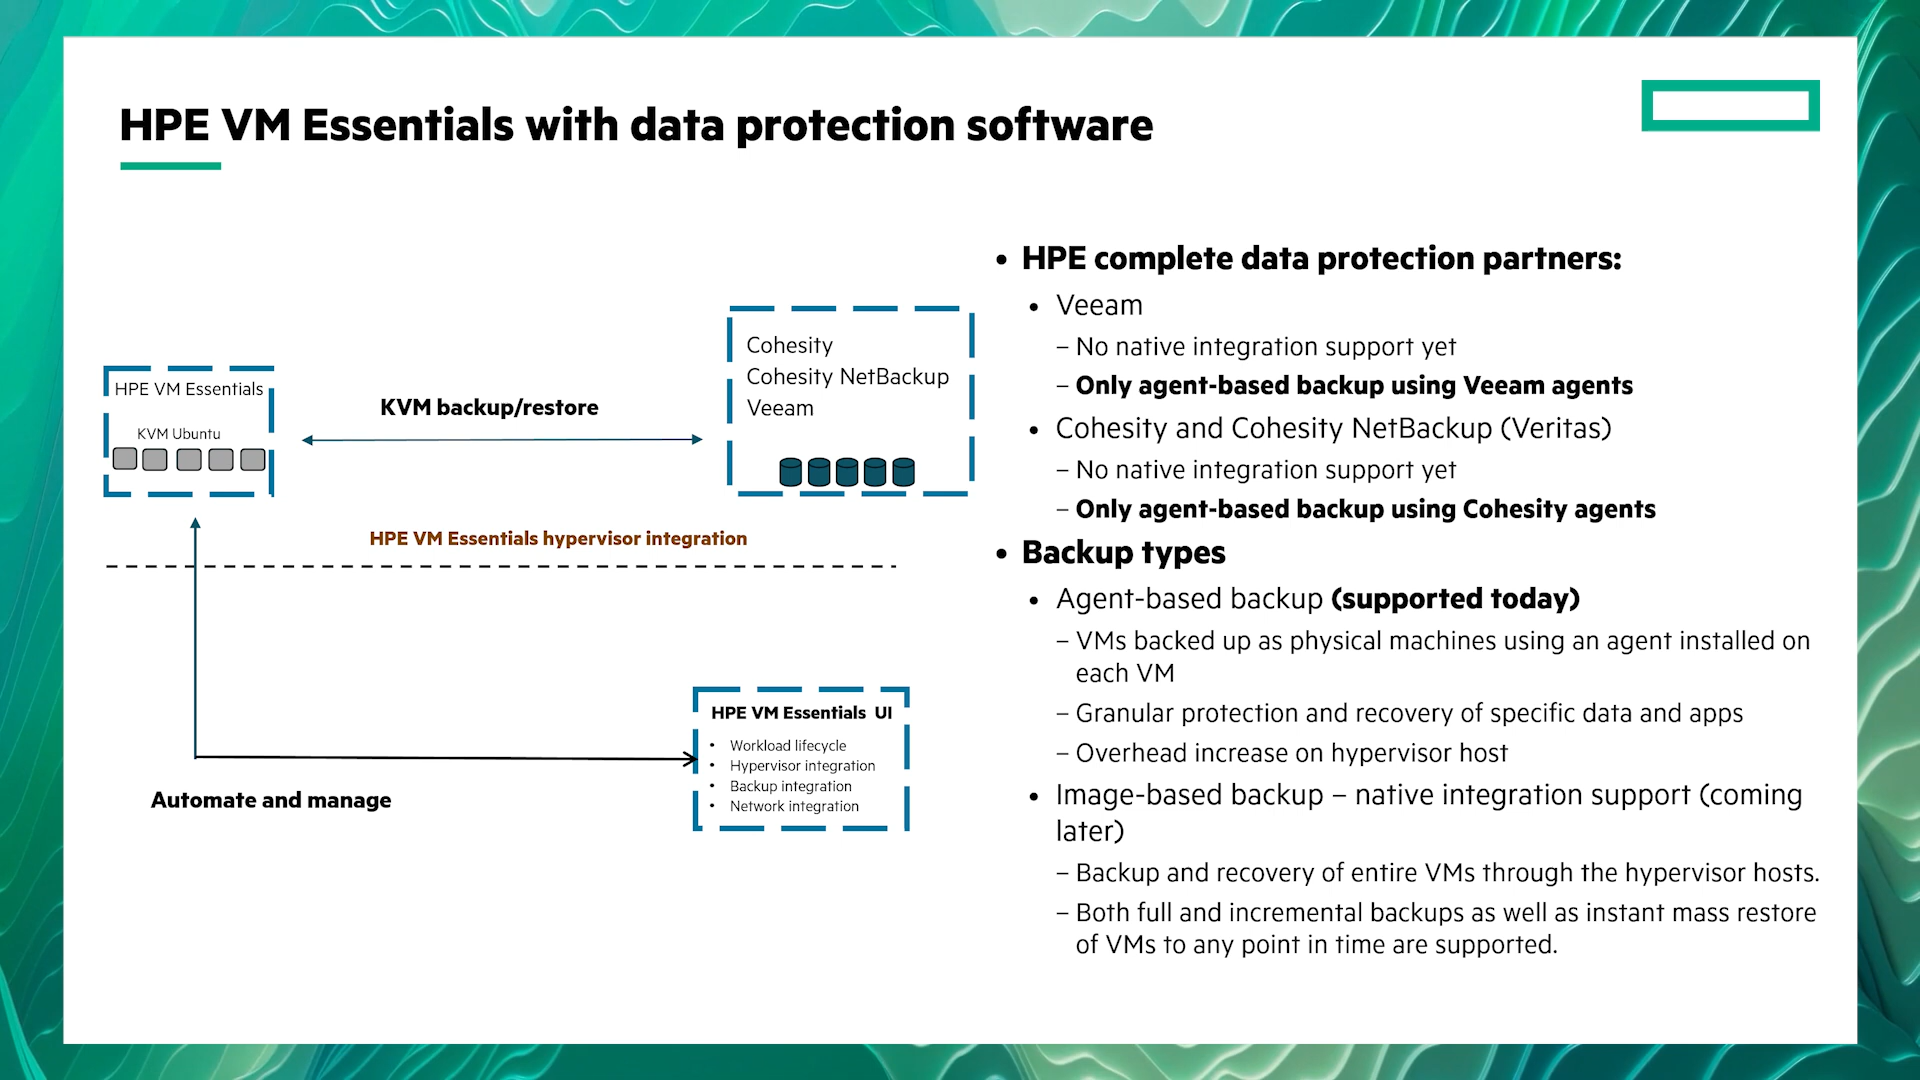 HPE VM Essentials with data protection software
HPE VM Essentials
KVM Ubuntu
KVM backup/restore
Cohesity
Cohesity NetBackup
Veeam
HPE VM Essentials hypervisor integration
HPE VM Essentials UI
• Workload lifecycle
• Hypervisor integration
• Backup integration
• Network integration
Automate and manage
• HPE complete data protection partners:
• Veeam
– No native integration support yet
– Only agent-based backup using Veeam agents
• Cohesity and Cohesity NetBackup (Veritas)
– No native integration support yet
– Only agent-based backup using Cohesity agents
• Backup types
• Agent-based backup (supported today)
– VMs backed up as physical machines using an agent installed on
each VM
– Granular protection and recovery of specific data and apps
– Overhead increase on hypervisor host
• Image-based backup – native integration support (coming
later)
– Backup and recovery of entire VMs through the hypervisor hosts.
– Both full and incremental backups as well as instant mass restore
of VMs to any point in time are supported.